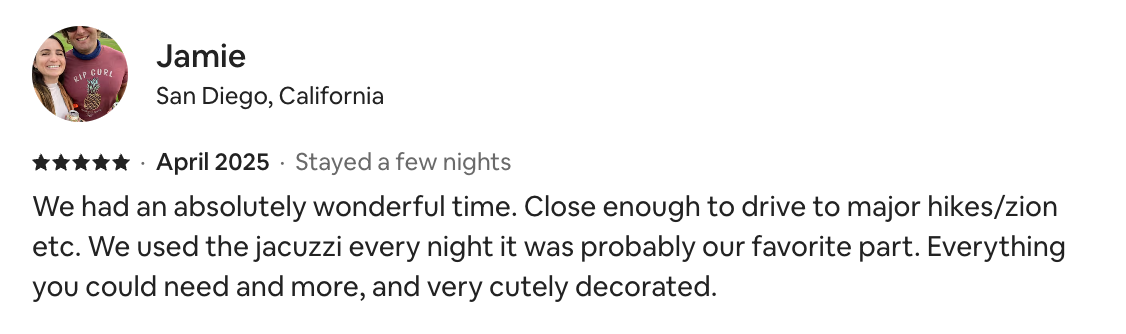 RIP CURL
Jamie
San Diego, California
★★★★★ · April 2025 · Stayed a few nights
We had an absolutely wonderful time. Close enough to drive to major hikes/zion
etc. We used the jacuzzi every night it was probably our favorite part. Everything
you could need and more, and very cutely decorated.